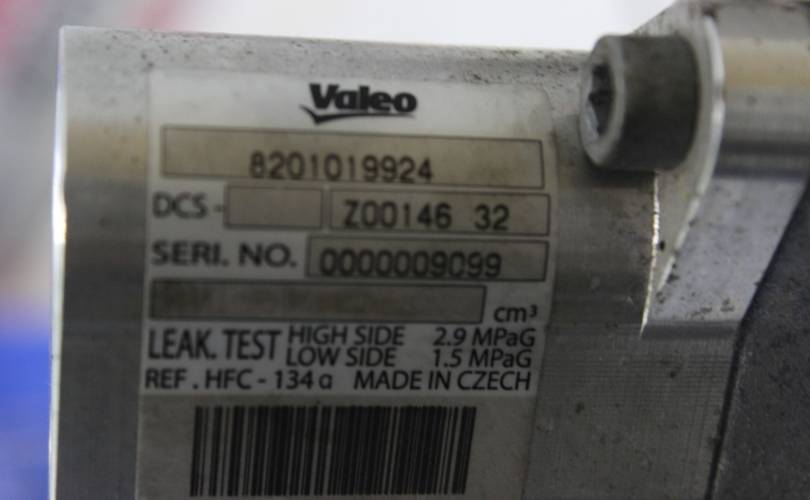 Valeo
8201019924
DCS - Z00146 32
SERI. NO. 0000009099
cm³
LEAK. TEST HIGH SIDE 2.9 MPaG
LOW SIDE 1.5 MPaG
REF. HFC - 134a MADE IN CZECH